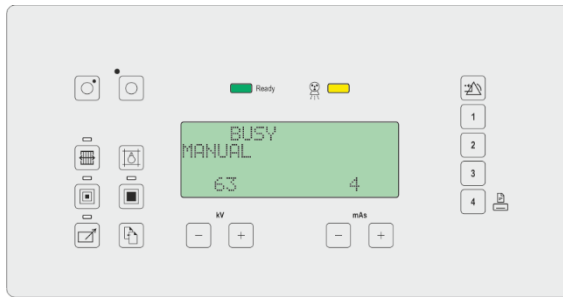 Ready
BUSY
MANUAL
63 4
kV mAs
- + - +
1
2
3
4